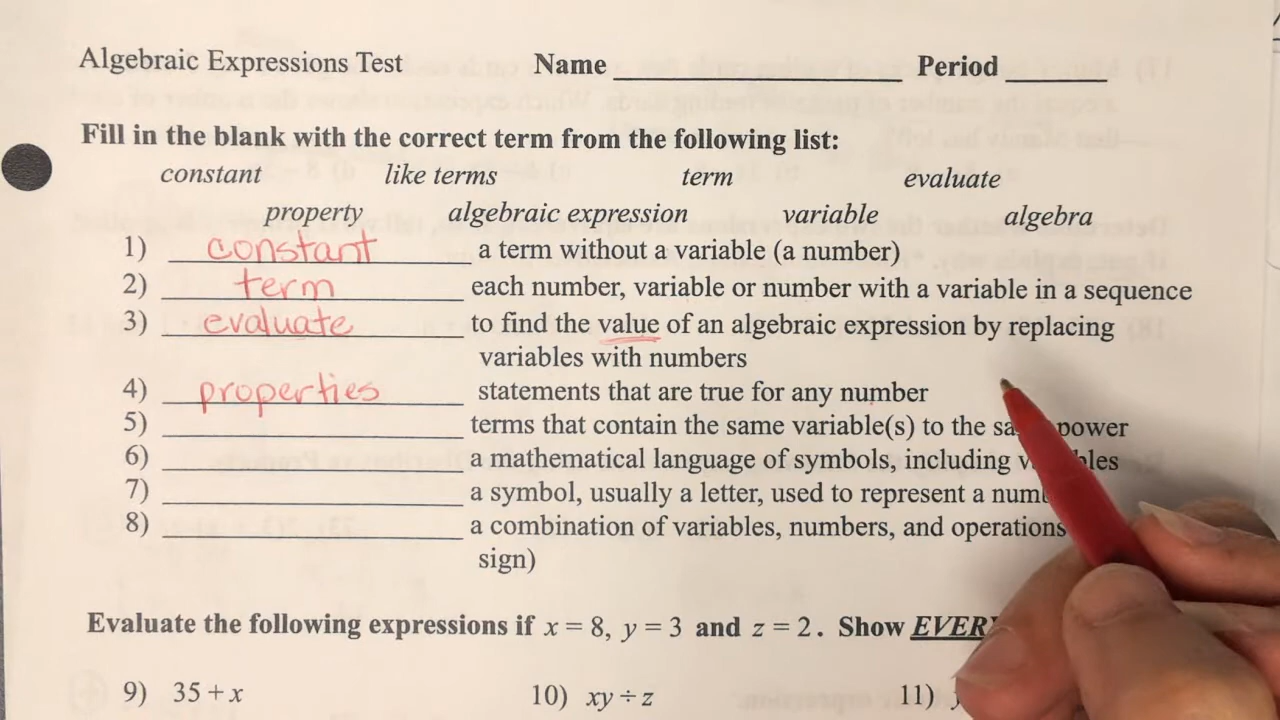 Algebraic Expressions Test Name Period
Fill in the blank with the correct term from the following list:
constant like terms term evaluate
property algebraic expression variable algebra
1) constant a term without a variable (a number)
2) term each number, variable or number with a variable in a sequence
3) evaluate to find the value of an algebraic expression by replacing
variables with numbers
4) properties statements that are true for any number
5) terms that contain the same variable(s) to the power
6) a mathematical language of symbols, including
7) a symbol, usually a letter, used to represent a
8) a combination of variables, numbers, and operations
sign)
Evaluate the following expressions if x = 8, y = 3 and z = 2. Show
9) 35 + x 10) xy ÷ z 11)